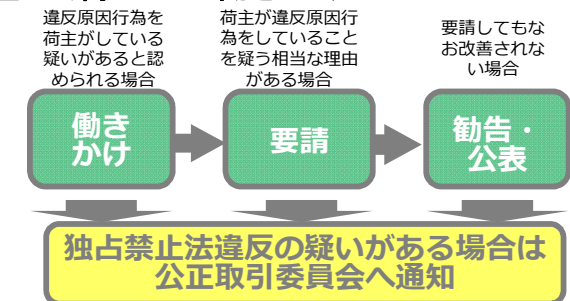 違反原因行為を
荷主がしている
疑いがあると認
められる場合
荷主が違反原因行
為をしていること
を疑う相当な理由
がある場合
要請してもな
お改善されな
い場合
働き
かけ
要請
勧告・
公表
独占禁止法違反の疑いがある場合は
公正取引委員会へ通知